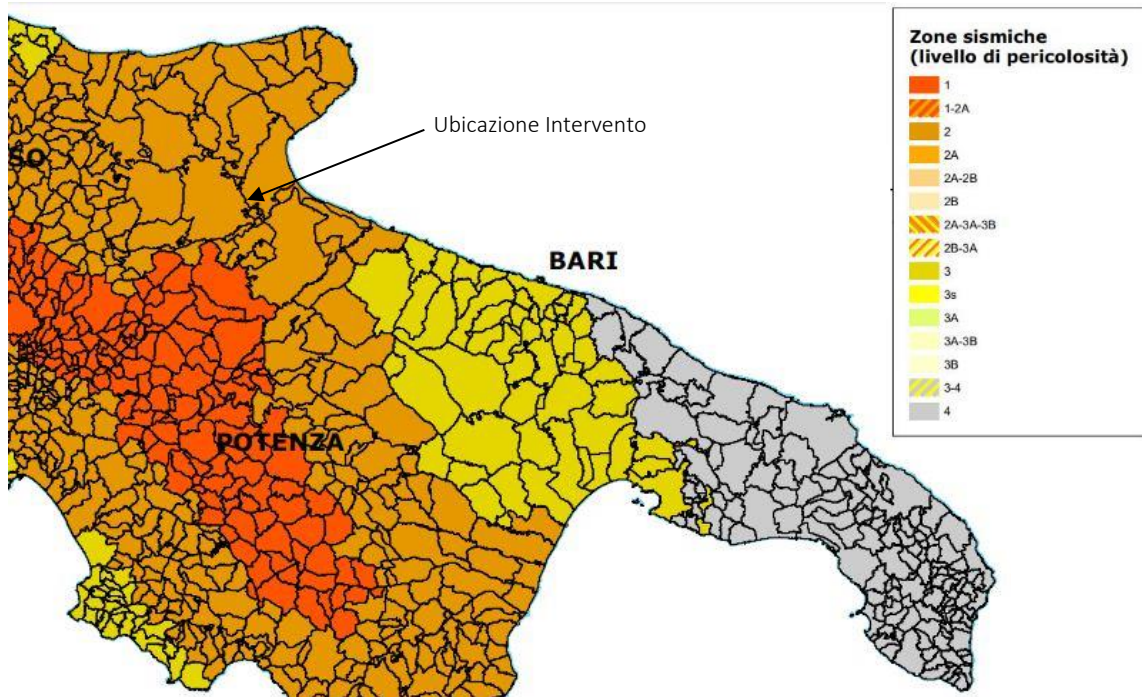 Zone sismiche
(livello di pericolosità)
1
1-2A
2
2A
2A-2B
2B
2A-3A-3B
2B-3A
3
3s
3A
3A-3B
3B
3-4
4
Ubicazione Intervento
SO
BARI
POTENZA